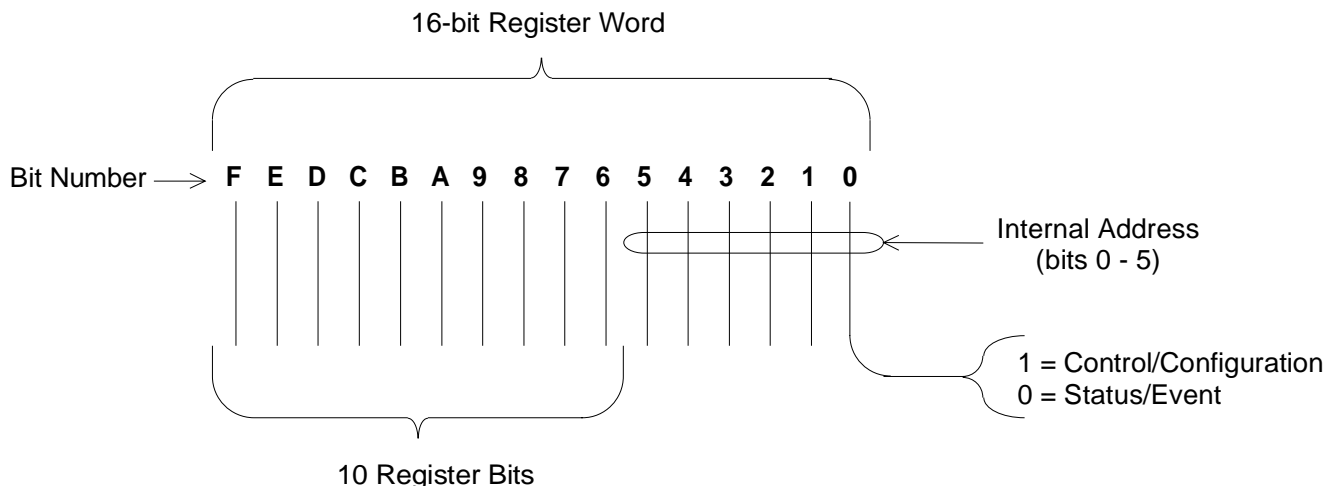 16-bit Register Word
Bit Number F E D C B A 9 8 7 6 5 4 3 2 1 0
Internal Address
(bits 0 - 5)
1 = Control/Configuration
0 = Status/Event
10 Register Bits